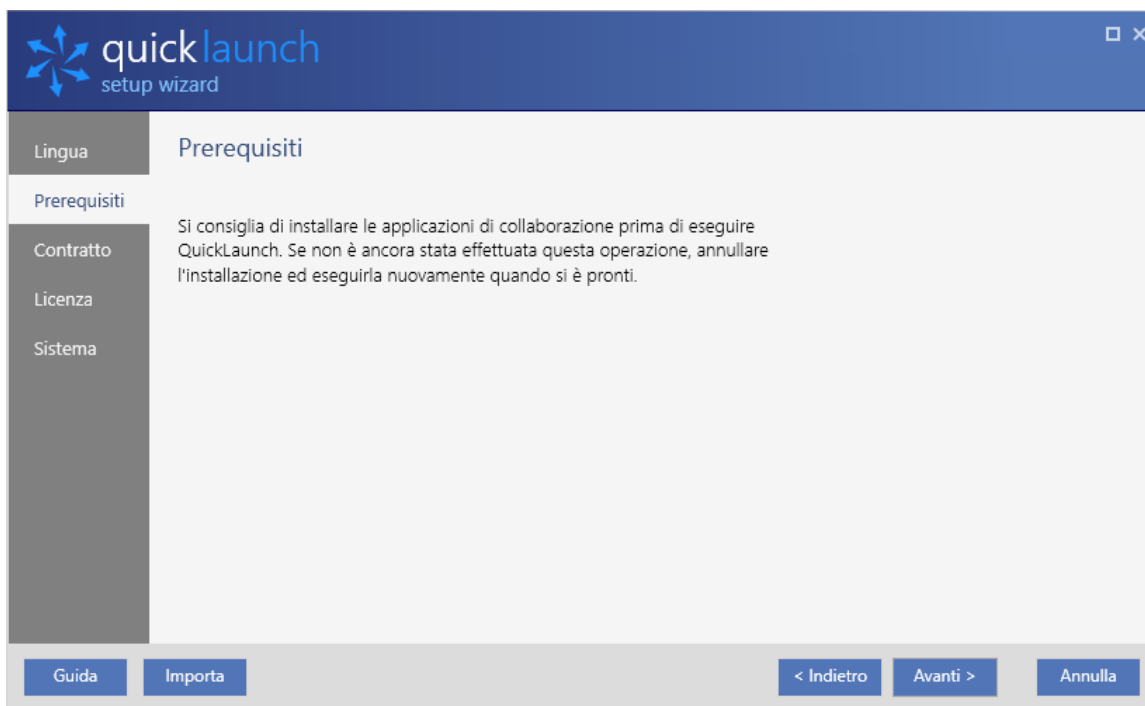 quicklaunch
setup wizard
Lingua
Prerequisiti
Contratto
Licenza
Sistema
Prerequisiti
Si consiglia di installare le applicazioni di collaborazione prima di eseguire
QuickLaunch. Se non è ancora stata effettuata questa operazione, annullare
l'installazione ed eseguirla nuovamente quando si è pronti.
Guida
Importa
< Indietro
Avanti >
Annulla